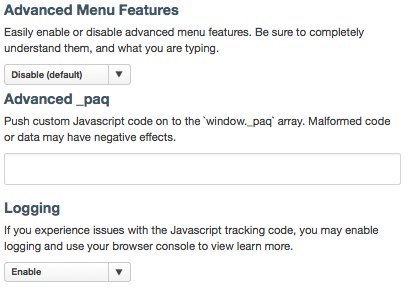 Advanced Menu Features
Easily enable or disable advanced menu features. Be sure to completely
understand them, and what you are typing.
Disable (default)
Advanced _paq
Push custom Javascript code on to the `window._paq` array. Malformed code
or data may have negative effects.
Logging
If you experience issues with the Javascript tracking code, you may enable
logging and use your browser console to view learn more.
Enable